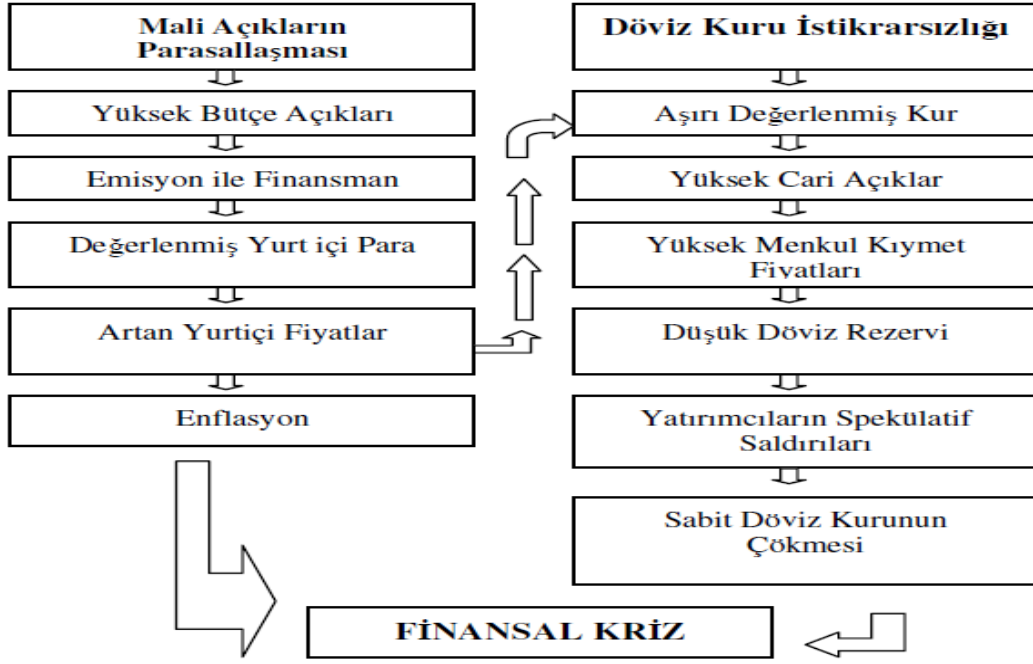 Mali Açıkların
Parasallaşması
Yüksek Bütçe Açıkları
Emisyon ile Finansman
Değerlenmiş Yurt içi Para
Artan Yurtiçi Fiyatlar
Enflasyon
Döviz Kuru İstikrarsızlığı
Aşırı Değerlenmiş Kur
Yüksek Cari Açıklar
Yüksek Menkul Kıymet
Fiyatları
Düşük Döviz Rezervi
Yatırımcıların Spekülatif
Saldırıları
Sabit Döviz Kurunun
Çökmesi
FİNANSAL KRİZ